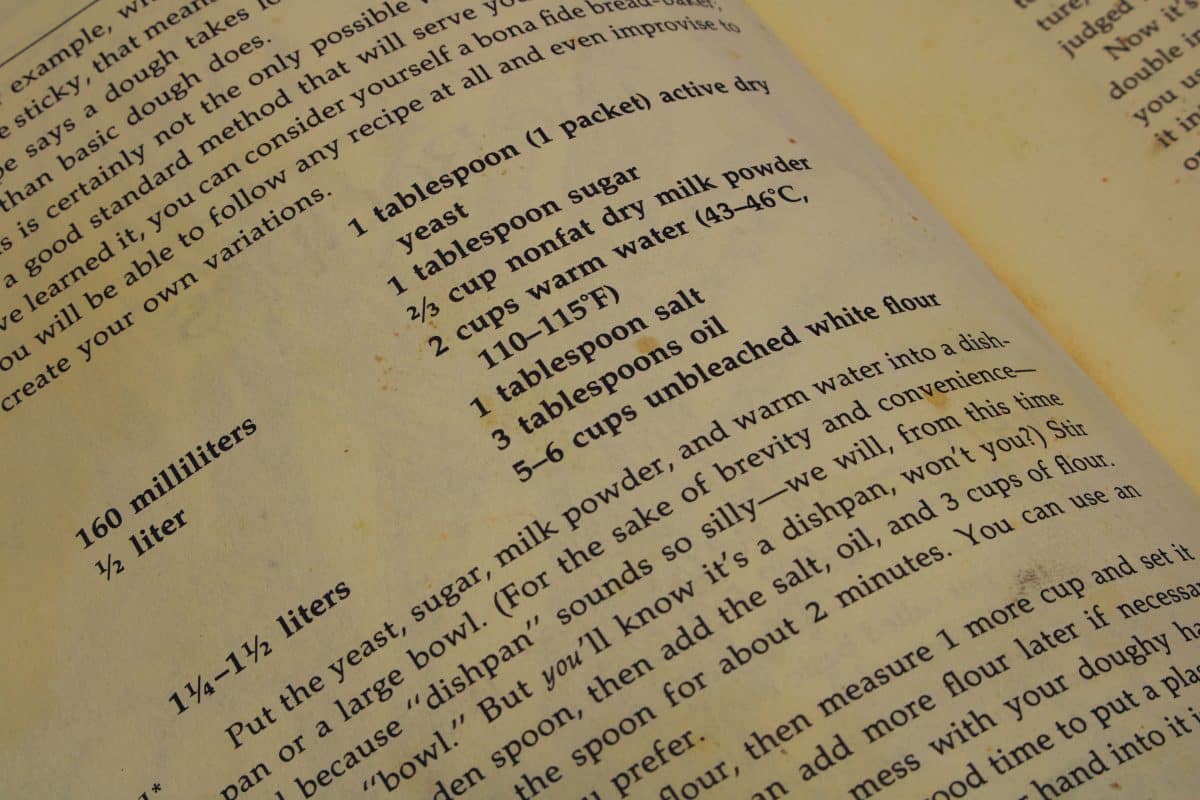 example,
sticky, that
says a dough takes
than basic dough does.
is certainly not the only possible
a good standard method that will serve
learned it, you can consider yourself a bona fide bread-baker,
will be able to follow any recipe at all and even improvise to
create your own variations.
1 tablespoon (1 packet) active dry
yeast
1 tablespoon sugar
160 milliliters ⅔ cup nonfat dry milk powder
½ liter 2 cups warm water (43–46°C,
110–115°F)
1 tablespoon salt
3 tablespoons oil
1¼–1½ liters 5–6 cups unbleached white flour
Put the yeast, sugar, milk powder, and warm water into a dish-
pan or a large bowl. (For the sake of brevity and convenience—
because "dishpan" sounds so silly—we will, from this time
"bowl." But you'll know it's a dishpan, won't you?) Stir
spoon, then add the salt, oil, and 3 cups of flour.
the spoon for about 2 minutes. You can use an
prefer.
flour, then measure 1 more cup and set it
add more flour later if
mess with your doughy
time to put a
hand into it
ture,
judged
Now it's
double
you
it